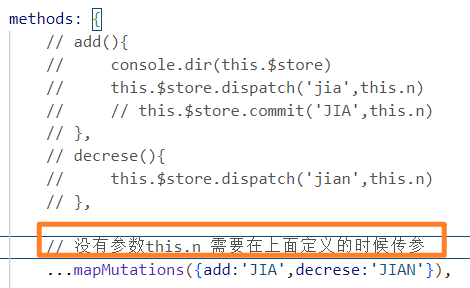 methods: {
// add(){
//     console.dir(this.$store)
//     this.$store.dispatch('jia',this.n)
//     // this.$store.commit('JIA',this.n)
// },
// decrese(){
//     this.$store.dispatch('jian',this.n)
// },
// 没有参数this.n 需要在上面定义的时候传参
...mapMutations({add:'JIA',decrese:'JIAN'}),